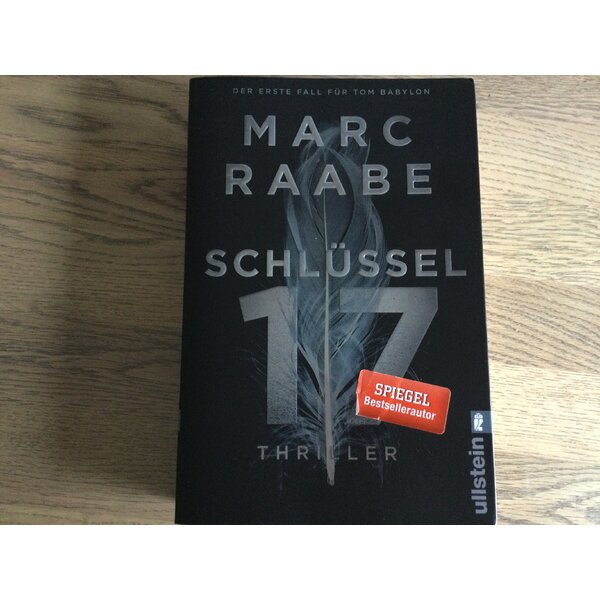 DER ERSTE FALL FÜR TOM BABYLON
MARC
RAABE
SCHLÜSSEL
17
SPIEGEL
Bestsellerautor
THRILLER
ullstein